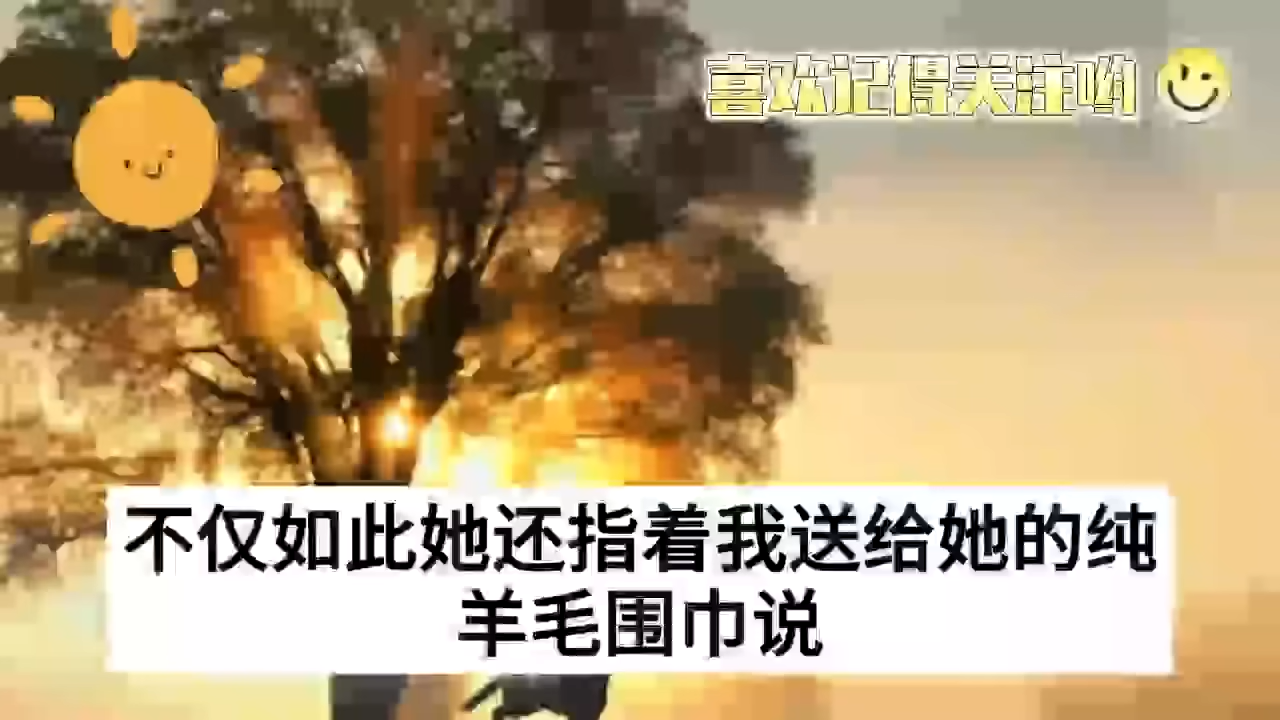 喜欢记得关注哟
不仅如此她还指着我送给她的纯
羊毛围巾说